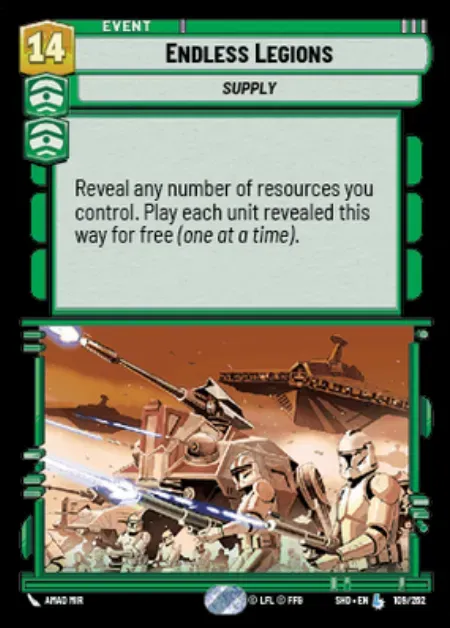 EVENT
14
ENDLESS LEGIONS
SUPPLY
Reveal any number of resources you
control. Play each unit revealed this
way for free (one at a time).
AMAD MIR
© LFL © FFG
SHD • EN
L
109/262